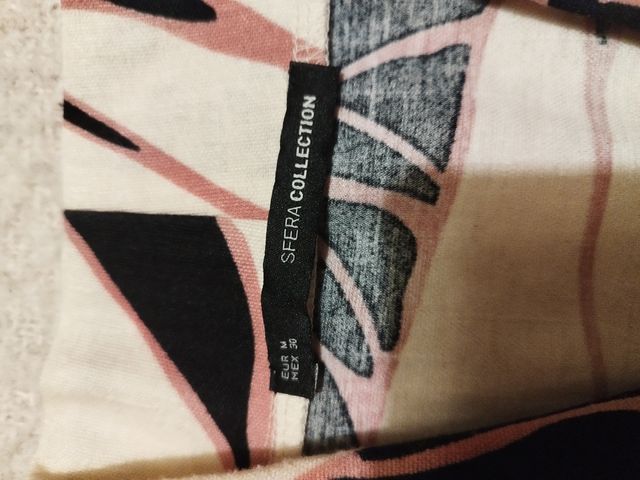 SFERA COLLECTION
EUR M
MEX 30